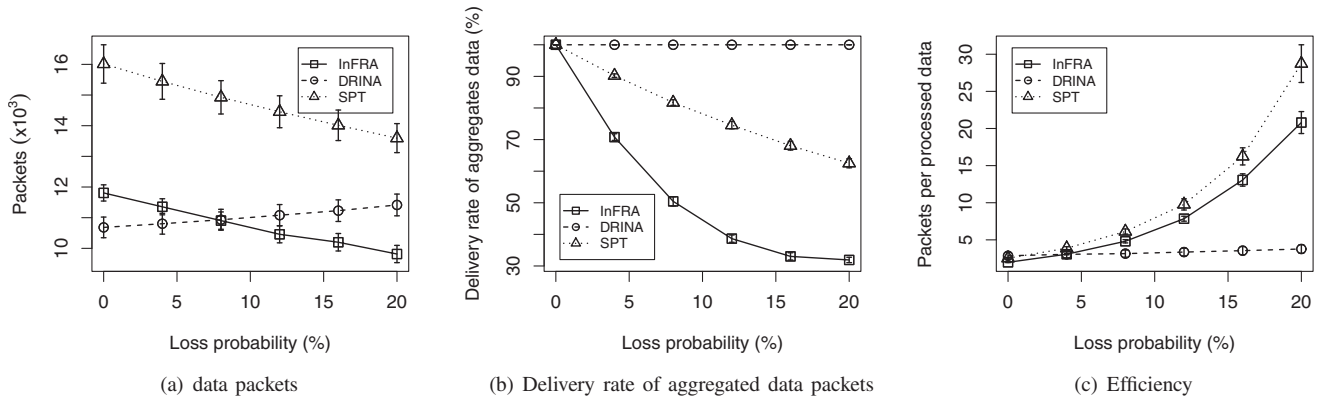 Packets (x10³)
16
14
12
10
InFRA
DRINA
SPT
0 5 10 15 20
Loss probability (%)
(a) data packets
Delivery rate of aggregates data (%)
90
70
50
30
InFRA
DRINA
SPT
0 5 10 15 20
Loss probability (%)
(b) Delivery rate of aggregated data packets
Packets per processed data
30
25
20
15
10
5
InFRA
DRINA
SPT
0 5 10 15 20
Loss probability (%)
(c) Efficiency